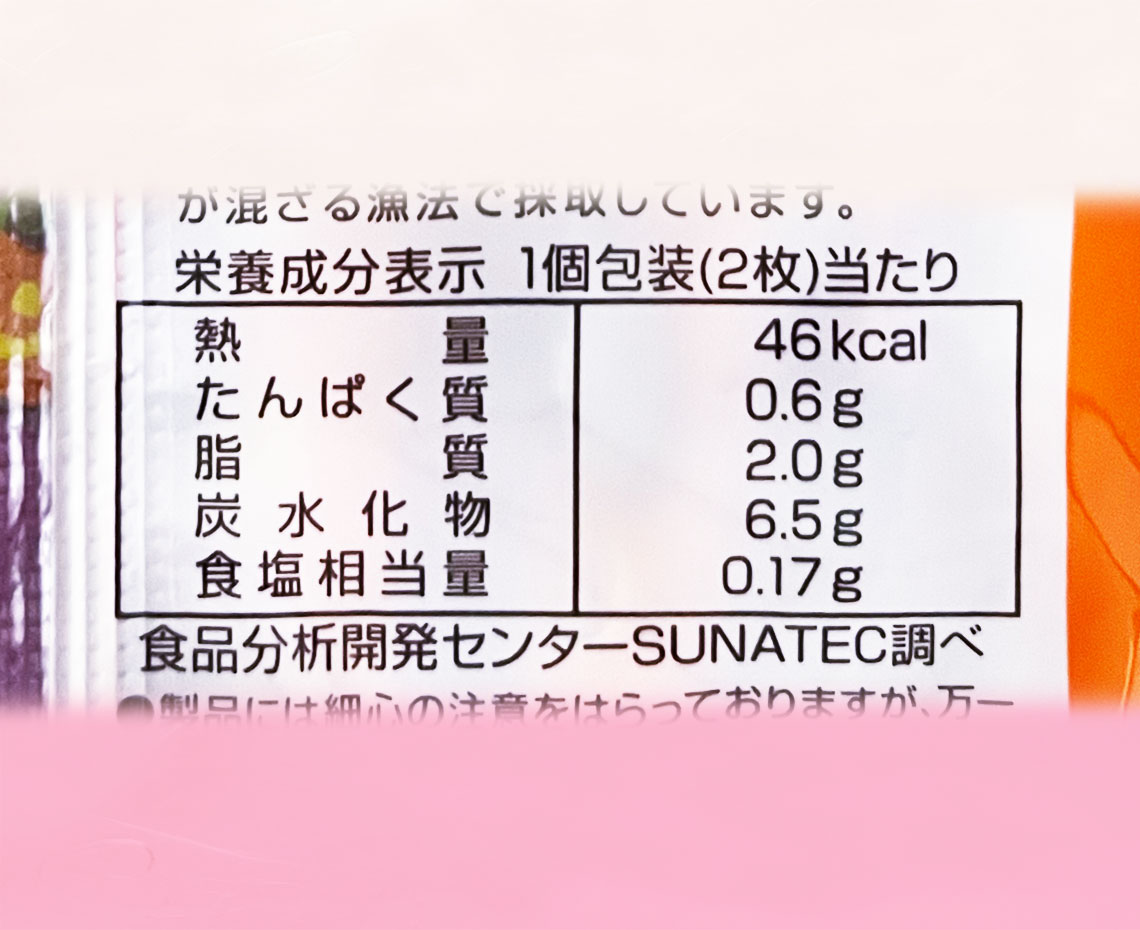 が混ざる漁法で採取しています。
栄養成分表示 1個包装(2枚)当たり
熱量 46kcal
たんぱく質 0.6g
脂質 2.0g
炭水化物 6.5g
食塩相当量 0.17g
食品分析開発センターSUNATEC調べ
●製品には細心の注意をはらっておりますが、万一